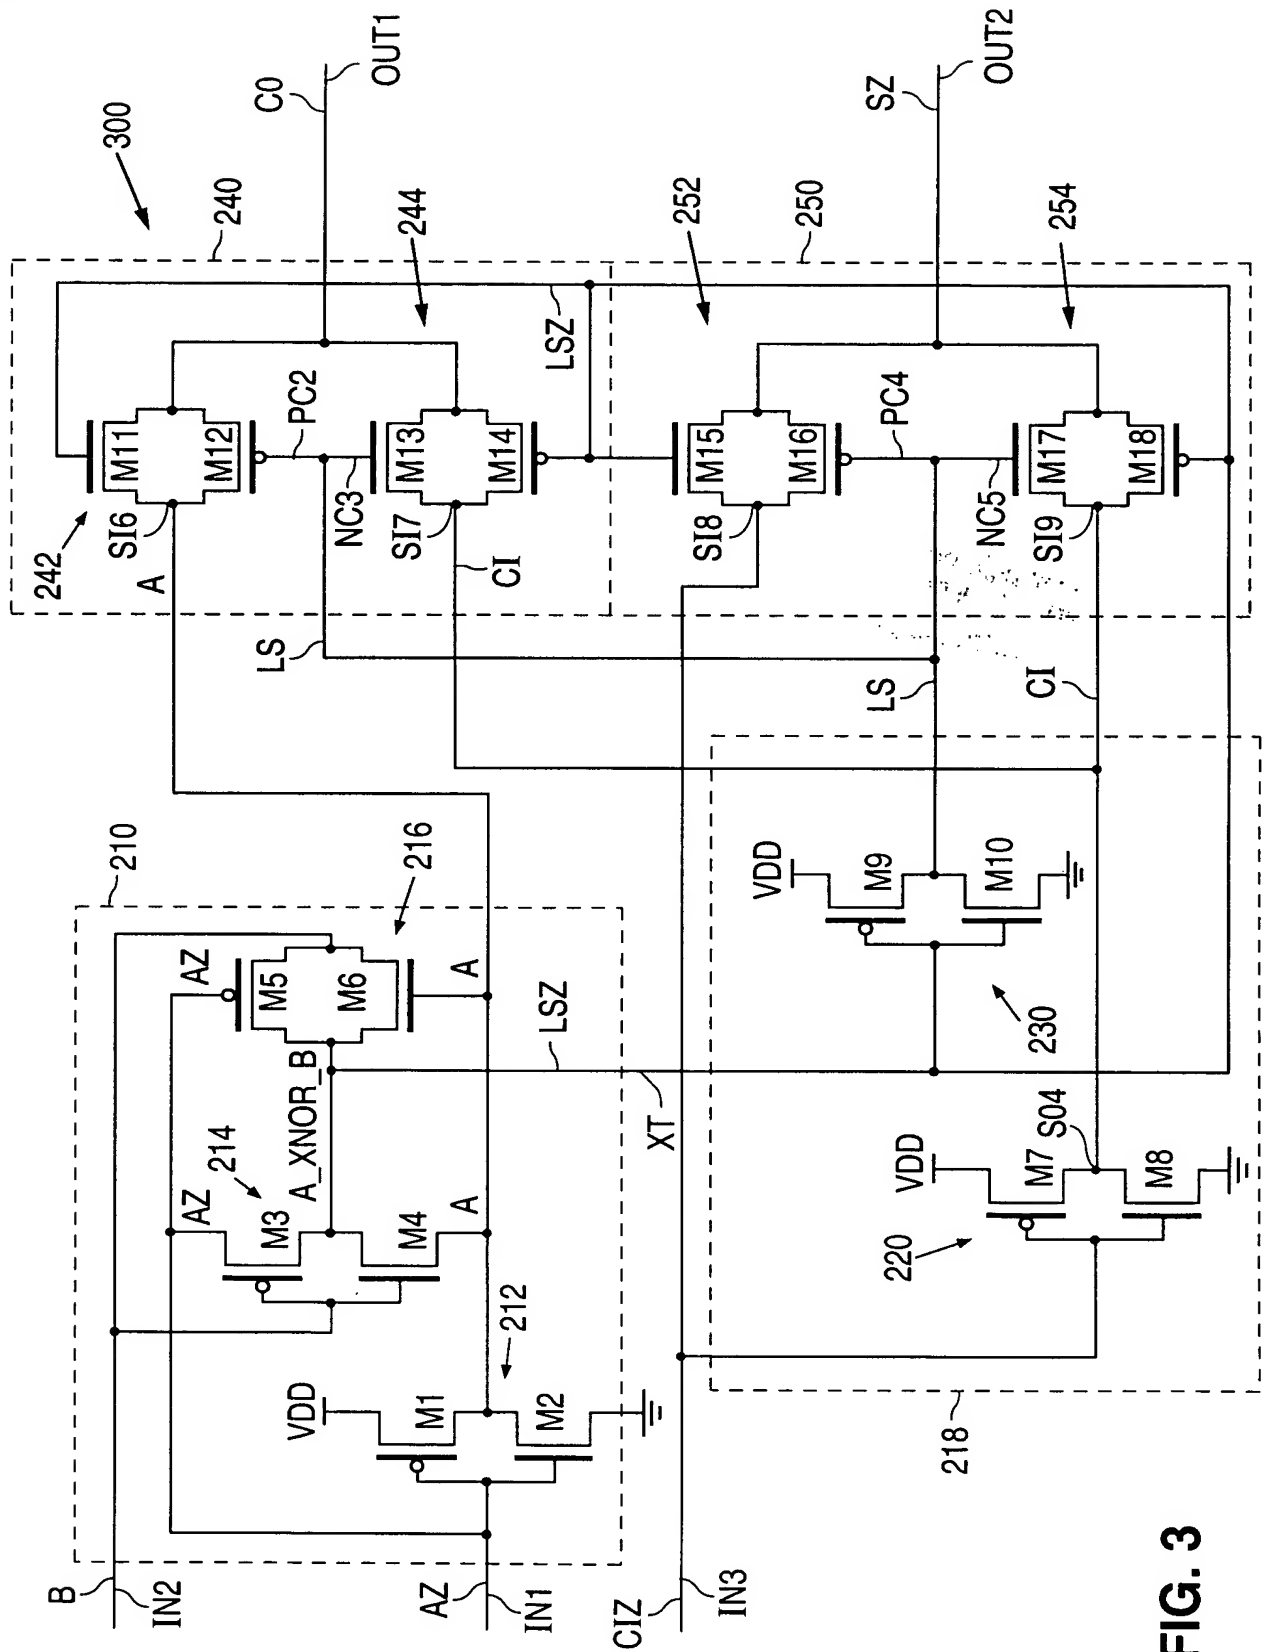 300
C0
OUT1
240
244
LSZ
242
M11
M12
SI6
A
PC2
NC3
M13
M14
SI7
CI
LS
252
250
254
SZ
OUT2
M15
M16
SI8
PC4
NC5
M17
M18
SI9
LS
CI
210
216
AZ
M5
M6
A
A_XNOR_B
LSZ
214
AZ
M3
M4
A
212
VDD
M1
M2
B
IN2
AZ
IN1
XT
CIZ
IN3
VDD
M9
M10
230
VDD
M7
M8
S04
220
218
FIG. 3